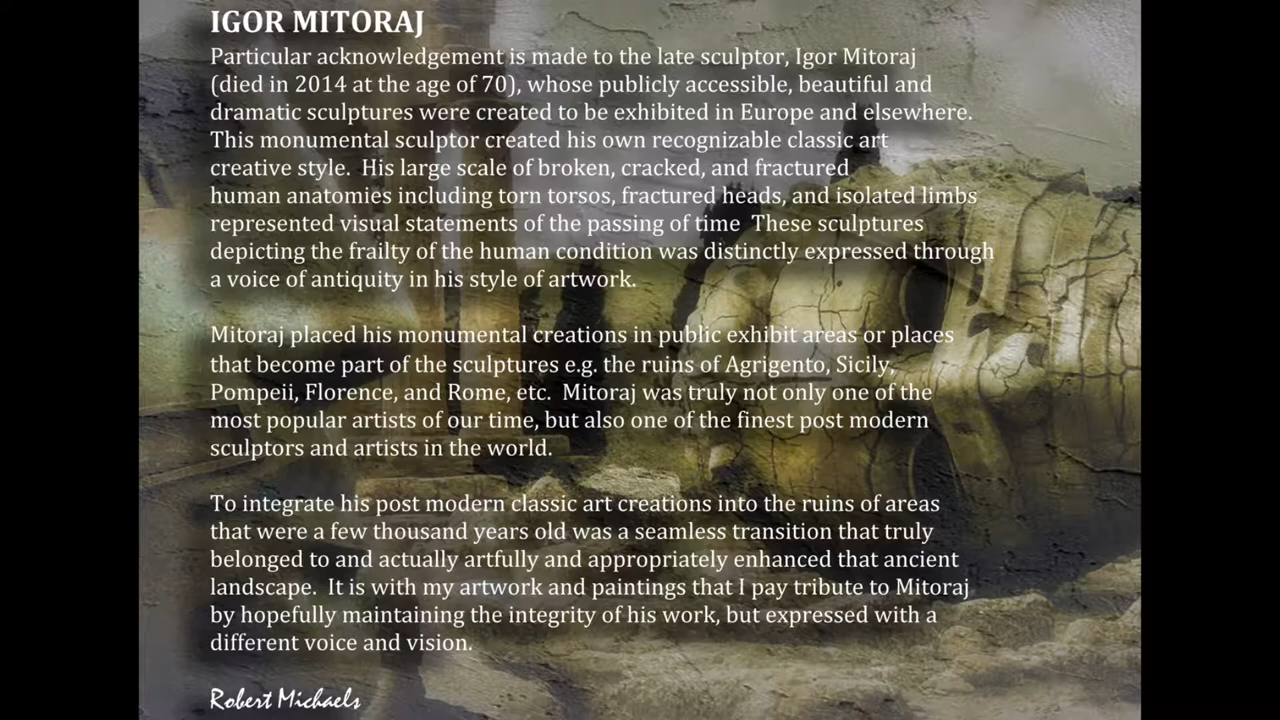 IGOR MITORAJ
Particular acknowledgement is made to the late sculptor, Igor Mitoraj
(died in 2014 at the age of 70), whose publicly accessible, beautiful and
dramatic sculptures were created to be exhibited in Europe and elsewhere.
This monumental sculptor created his own recognizable classic art
creative style.  His large scale of broken, cracked, and fractured
human anatomies including torn torsos, fractured heads, and isolated limbs
represented visual statements of the passing of time  These sculptures
depicting the frailty of the human condition was distinctly expressed through
a voice of antiquity in his style of artwork.
Mitoraj placed his monumental creations in public exhibit areas or places
that become part of the sculptures e.g. the ruins of Agrigento, Sicily,
Pompeii, Florence, and Rome, etc.  Mitoraj was truly not only one of the
most popular artists of our time, but also one of the finest post modern
sculptors and artists in the world.
To integrate his post modern classic art creations into the ruins of areas
that were a few thousand years old was a seamless transition that truly
belonged to and actually artfully and appropriately enhanced that ancient
landscape.  It is with my artwork and paintings that I pay tribute to Mitoraj
by hopefully maintaining the integrity of his work, but expressed with a
different voice and vision.
Robert Michaels